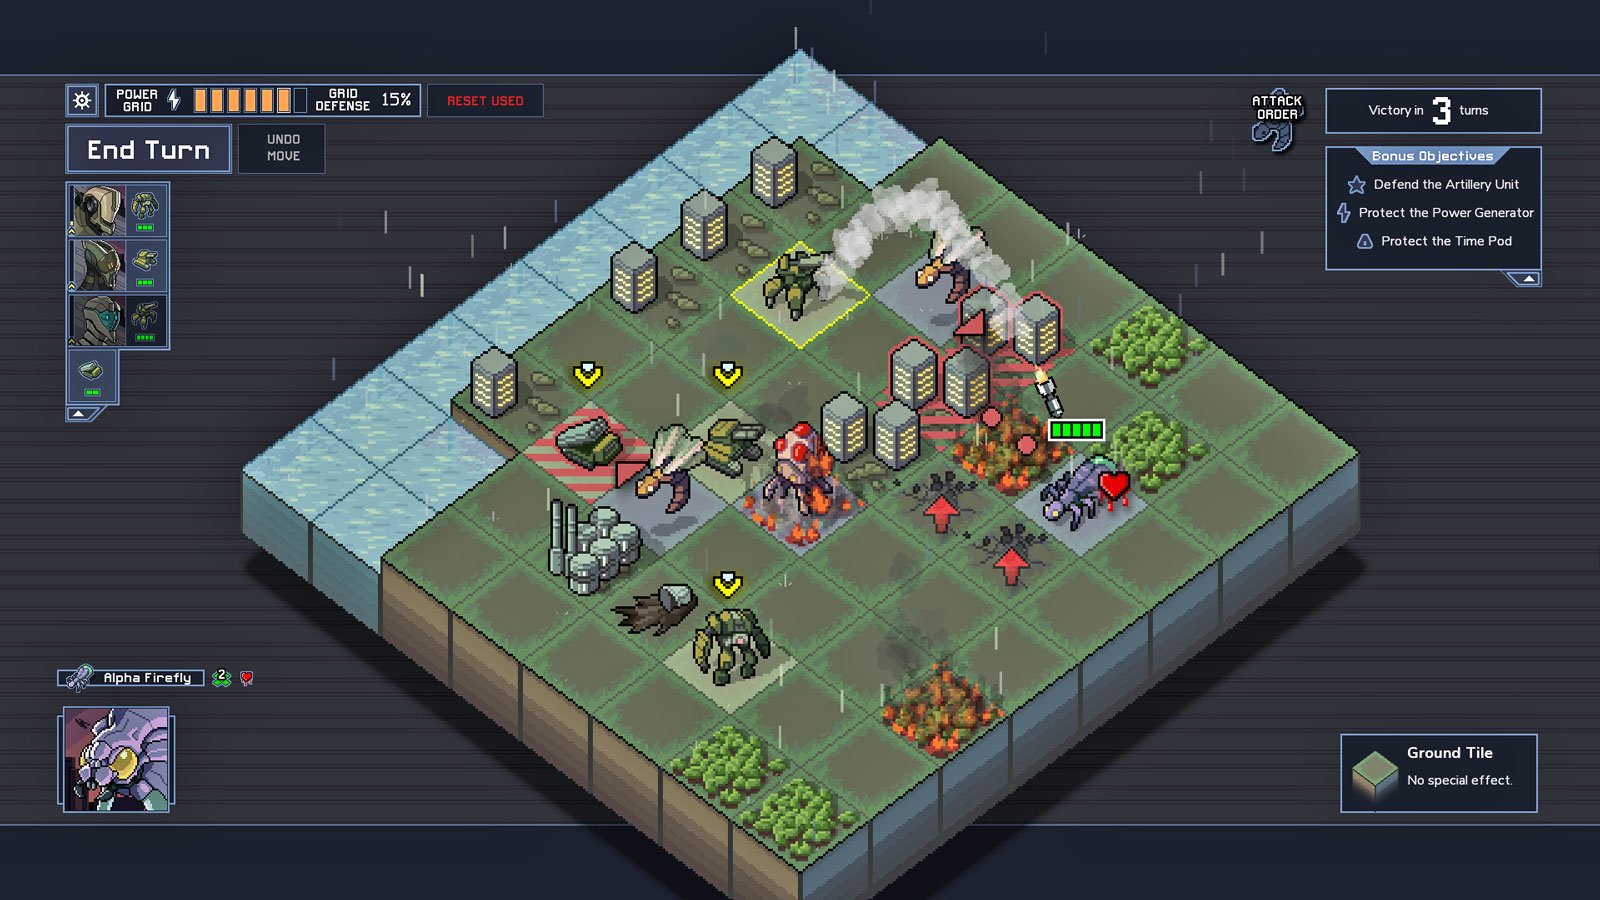 POWER
GRID
GRID
DEFENSE
15%
RESET USED
End Turn
UNDO
MOVE
ATTACK
ORDER
Victory in 3 turns
Bonus Objectives
Defend the Artillery Unit
Protect the Power Generator
Protect the Time Pod
Alpha Firefly
2
Ground Tile
No special effect.